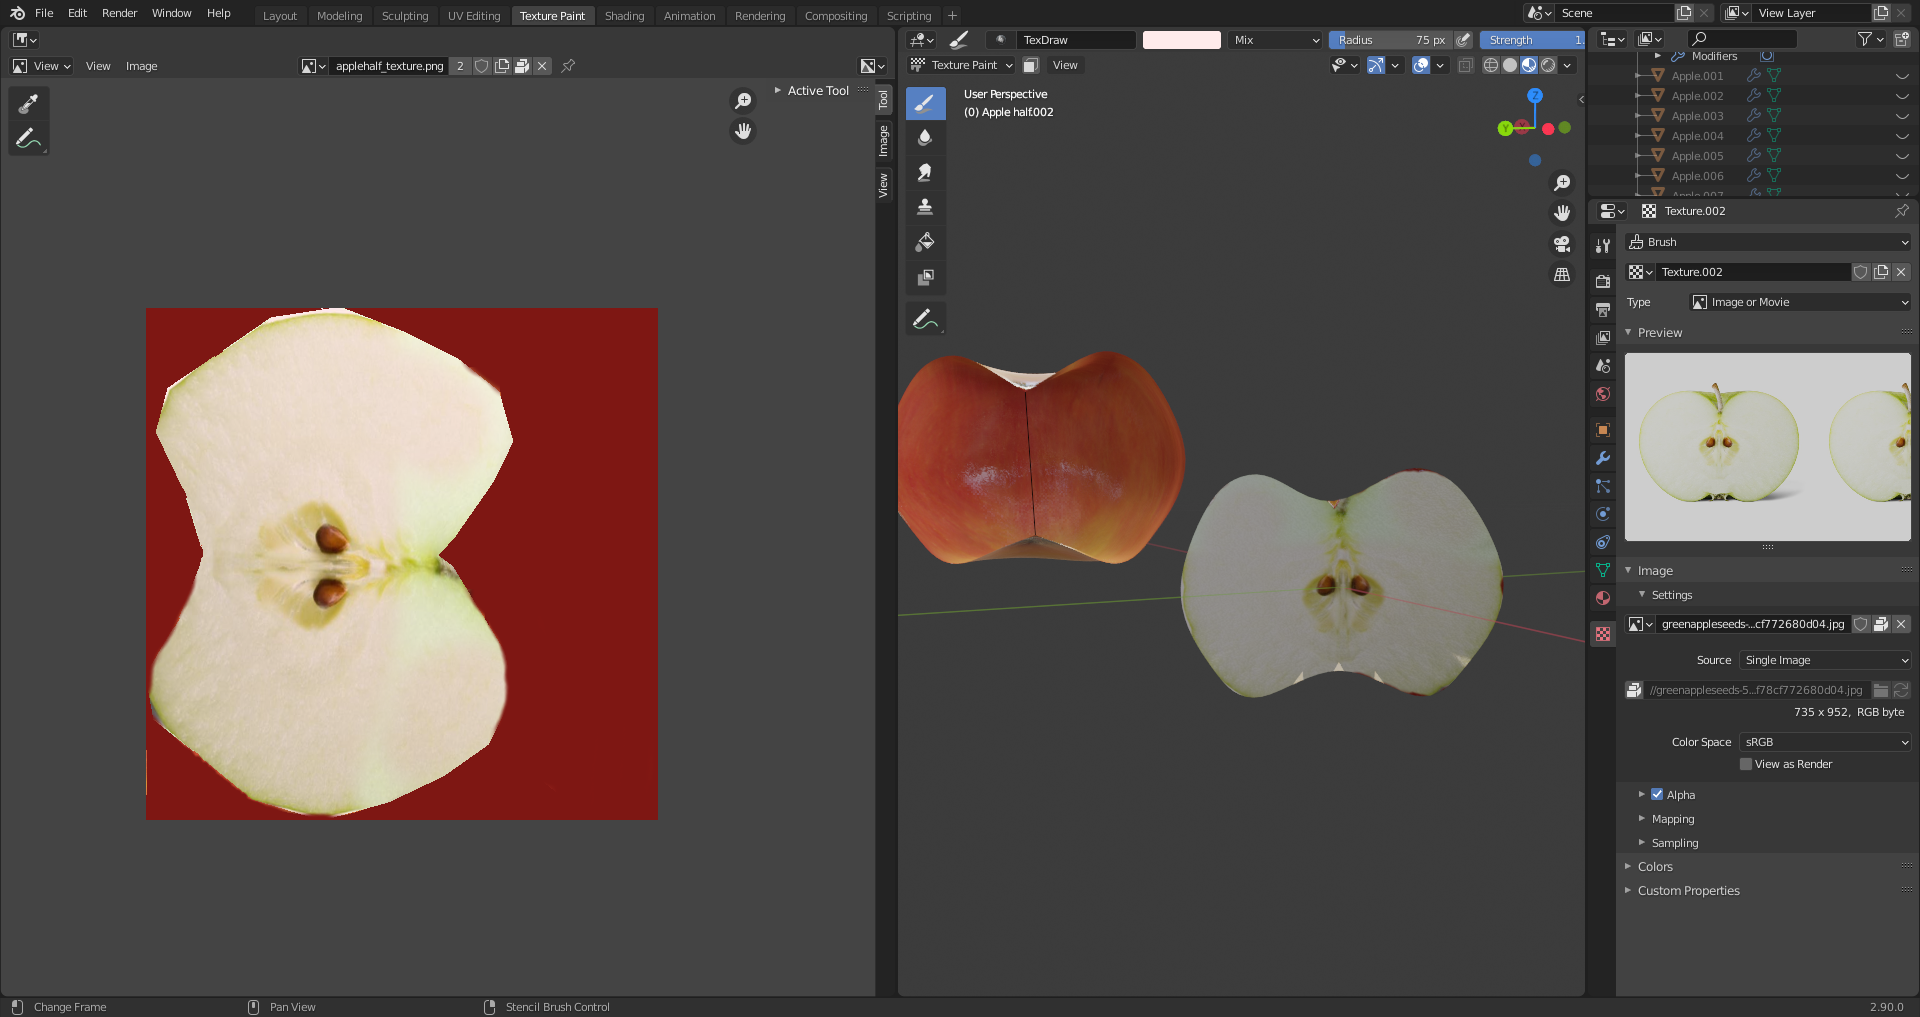 File Edit Render Window Help
Layout Modeling Sculpting UV Editing Texture Paint Shading Animation Rendering Compositing Scripting +
Scene
View Layer
TexDraw
Mix
Radius 75 px
Strength 1.
View View Image
applehalf_texture.png 2
Texture Paint View
Active Tool
Tool
Image
View
User Perspective
(0) Apple half.002
Z
Y
Modifiers
Apple.001
Apple.002
Apple.003
Apple.004
Apple.005
Apple.006
Apple.007
Texture.002
Brush
Texture.002
Type Image or Movie
Preview
Image
Settings
greenappleseeds-...cf772680d04.jpg
Source Single Image
//greenappleseeds-5...f78cf772680d04.jpg
735 x 952, RGB byte
Color Space sRGB
View as Render
Alpha
Mapping
Sampling
Colors
Custom Properties
Change Frame Pan View Stencil Brush Control 2.90.0